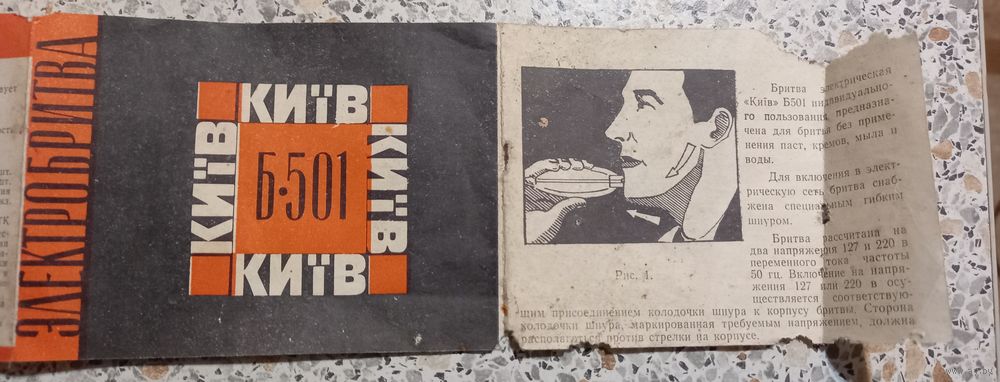 ЭЛЕКТРОБРИТВА
КИЇВ
КИЇВ
Б·501
КИЇВ
КИЇВ
Бритва электрическая
«Київ» Б501 индивидуально-
го пользования предназна-
чена для бритья без приме-
нения паст, кремов, мыла и
воды.
Для включения в элект-
рическую сеть бритва снаб-
жена специальным гибким
шнуром.
Бритва рассчитана на
два напряжения 127 и 220 в
переменного тока частоты
50 гц. Включение на напря-
жения 127 или 220 в осу-
ществляется соответствую-
щим присоединением колодочки шнура к корпусу бритвы. Сторона
колодочки шнура, маркированная требуемым напряжением, должна
располагаться против стрелки на корпусе.
Рис. 1.